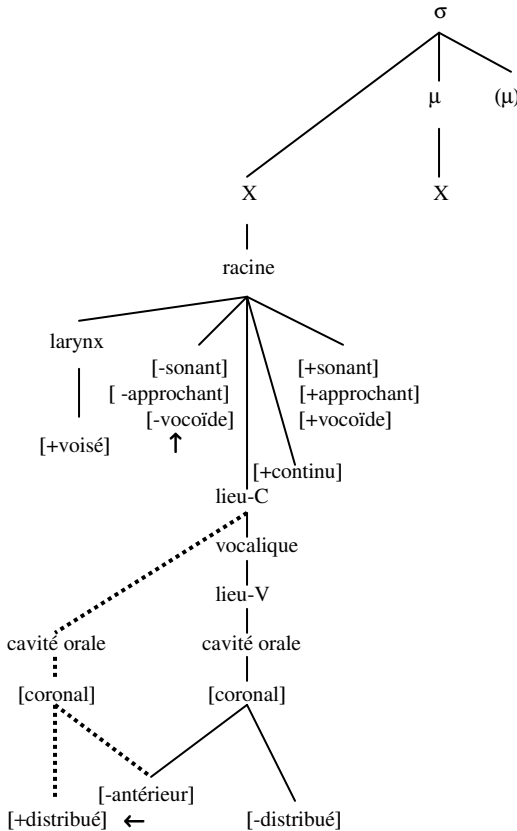 σ
μ (μ)
X X
racine
larynx
[-sonant] [+sonant]
[ -approchant] [+approchant]
[-vocoïde] [+vocoïde]
[+voisé] ↑
[+continu]
lieu-C
vocalique
lieu-V
cavité orale cavité orale
[coronal] [coronal]
[-antérieur]
[+distribué] ← [-distribué]